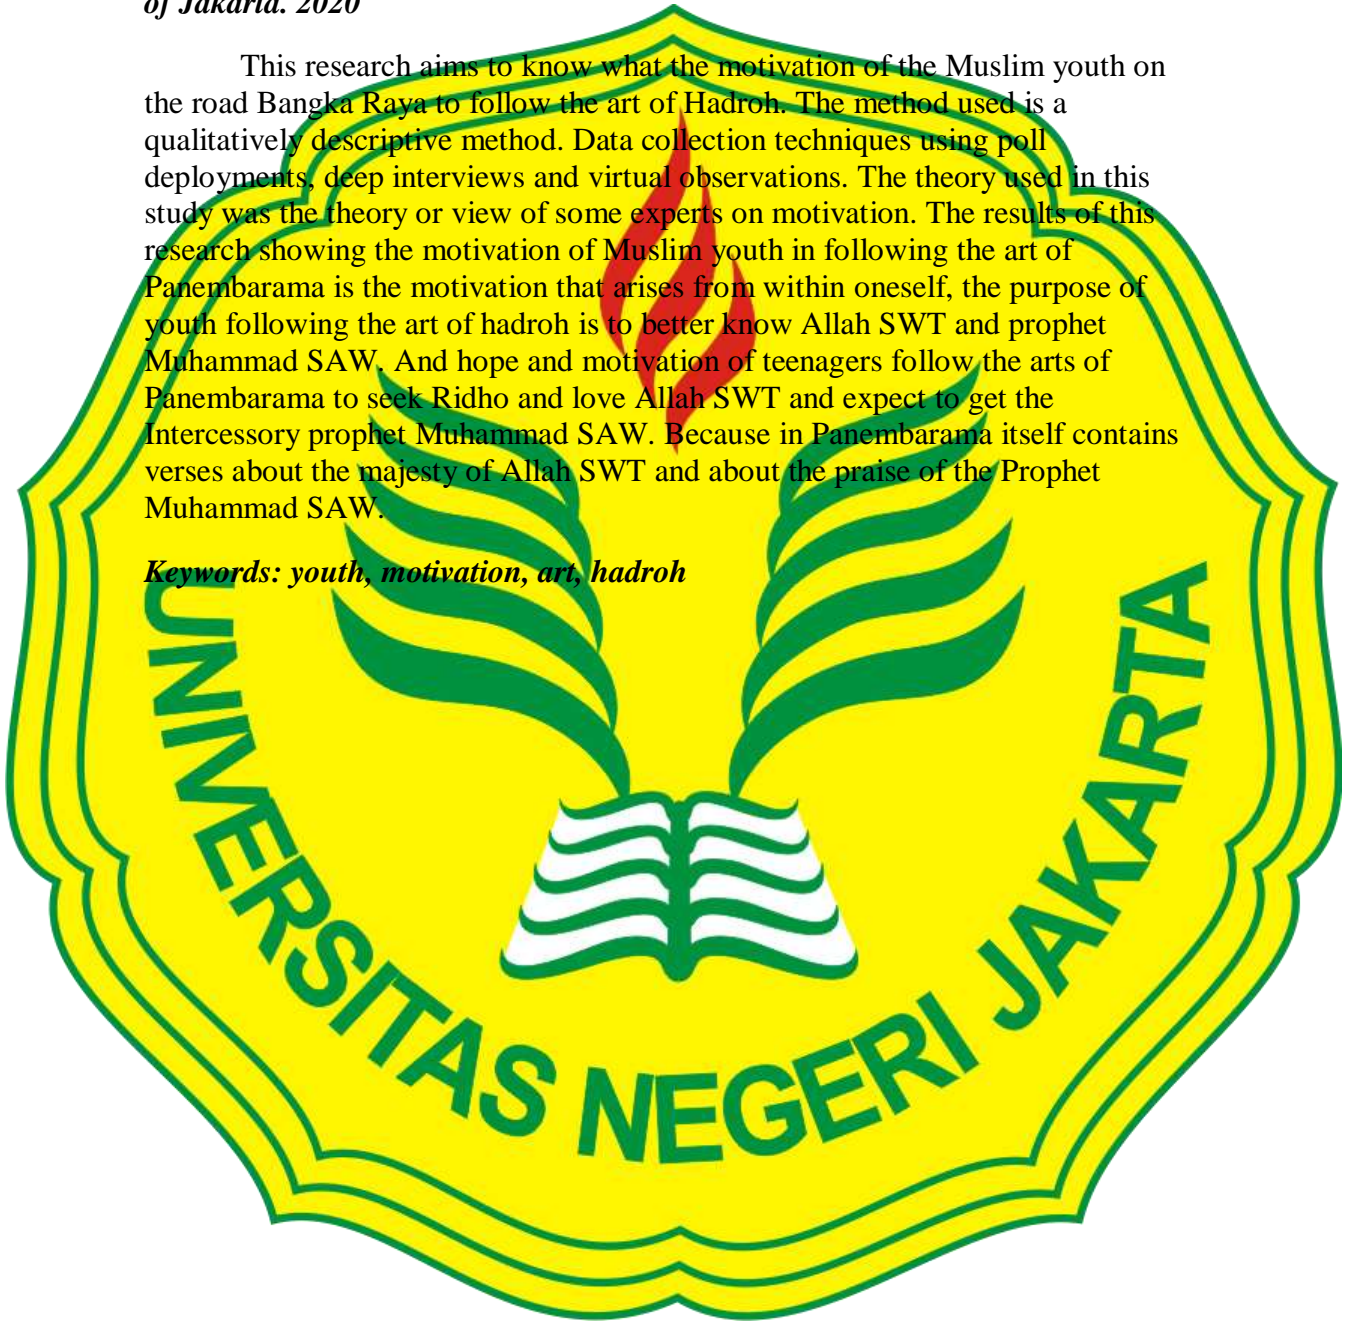 of Jakarta. 2020
This research aims to know what the motivation of the Muslim youth on
the road Bangka Raya to follow the art of Hadroh. The method used is a
qualitatively descriptive method. Data collection techniques using poll
deployments, deep interviews and virtual observations. The theory used in this
study was the theory or view of some experts on motivation. The results of this
research showing the motivation of Muslim youth in following the art of
Panembarama is the motivation that arises from within oneself, the purpose of
youth following the art of hadroh is to better know Allah SWT and prophet
Muhammad SAW. And hope and motivation of teenagers follow the arts of
Panembarama to seek Ridho and love Allah SWT and expect to get the
Intercessory prophet Muhammad SAW. Because in Panembarama itself contains
verses about the majesty of Allah SWT and about the praise of the Prophet
Muhammad SAW.
Keywords: youth, motivation, art, hadroh
UNIVERSITAS NEGERI JAKARTA